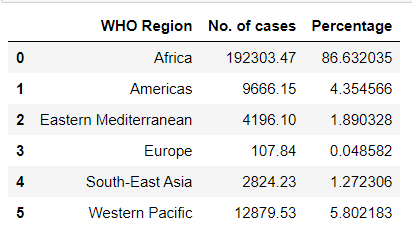 WHO Region No. of cases Percentage
0 Africa 192303.47 86.632035
1 Americas 9666.15 4.354566
2 Eastern Mediterranean 4196.10 1.890328
3 Europe 107.84 0.048582
4 South-East Asia 2824.23 1.272306
5 Western Pacific 12879.53 5.802183